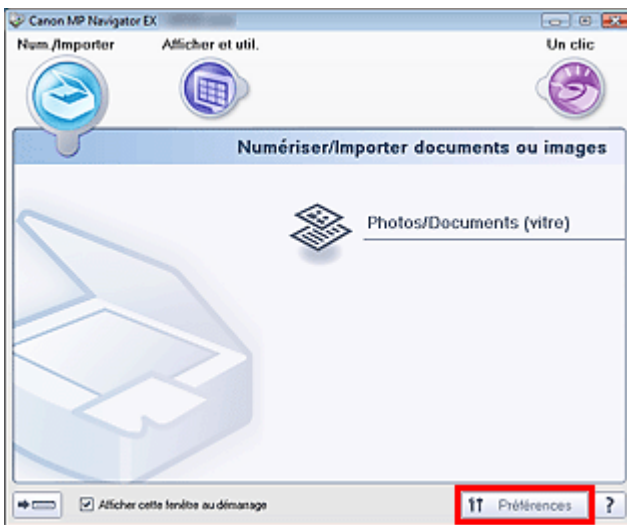 Canon MP Navigator EX
Num./Importer
Afficher et util.
Un clic
Numériser/Importer documents ou images
Photos/Documents (vitre)
Afficher cette fenêtre au démarrage
Préférences
?